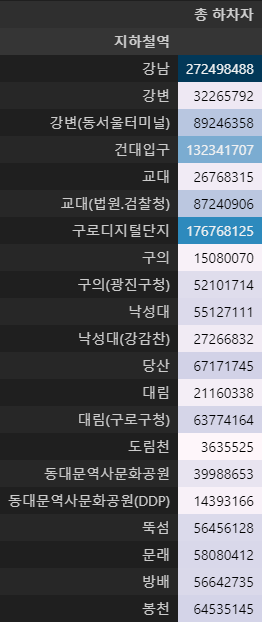 총 하차자
지하철역
강남 272498488
강변 32265792
강변(동서울터미널) 89246358
건대입구 132341707
교대 26768315
교대(법원.검찰청) 87240906
구로디지털단지 176768125
구의 15080070
구의(광진구청) 52101714
낙성대 55127111
낙성대(강감찬) 27266832
당산 67171745
대림 21160338
대림(구로구청) 63774164
도림천 3635525
동대문역사문화공원 39988653
동대문역사문화공원(DDP) 14393166
뚝섬 56456128
문래 58080412
방배 56642735
봉천 64535145